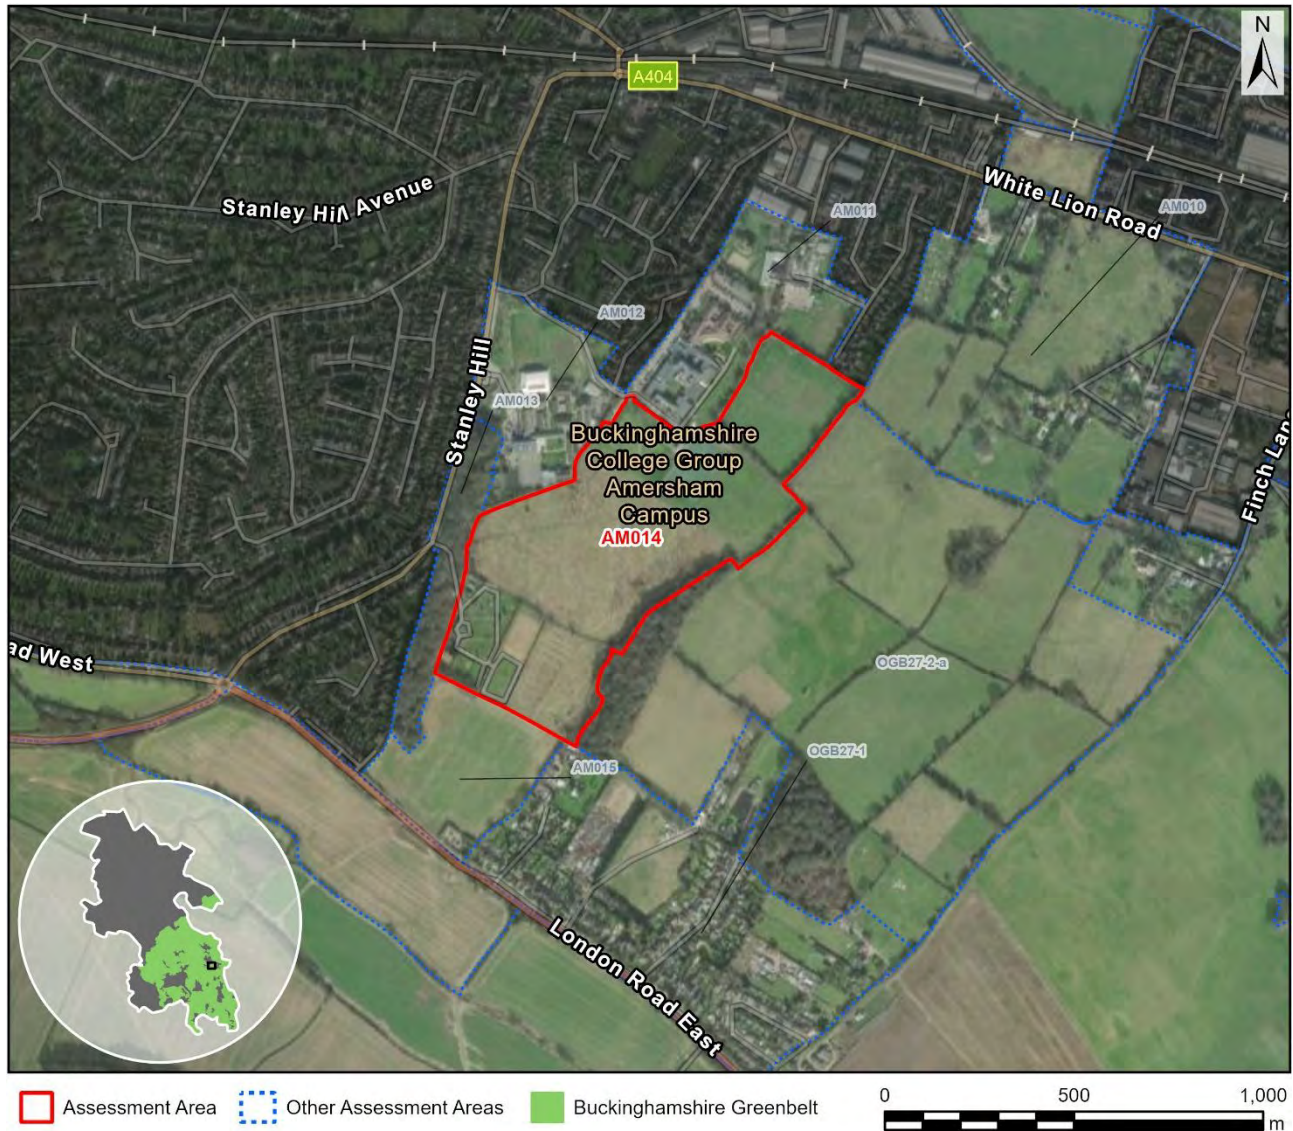 N
A404
White Lion Road
AM010
Stanley Hill Avenue
AM011
AM012
Stanley Hill
AM013
Buckinghamshire
College Group
Amersham
Campus
AM014
Finch Lane
ad West
OGB27-2-a
OGB27-1
AM015
London Road East
Assessment Area
Other Assessment Areas
Buckinghamshire Greenbelt
0 500 1,000
m